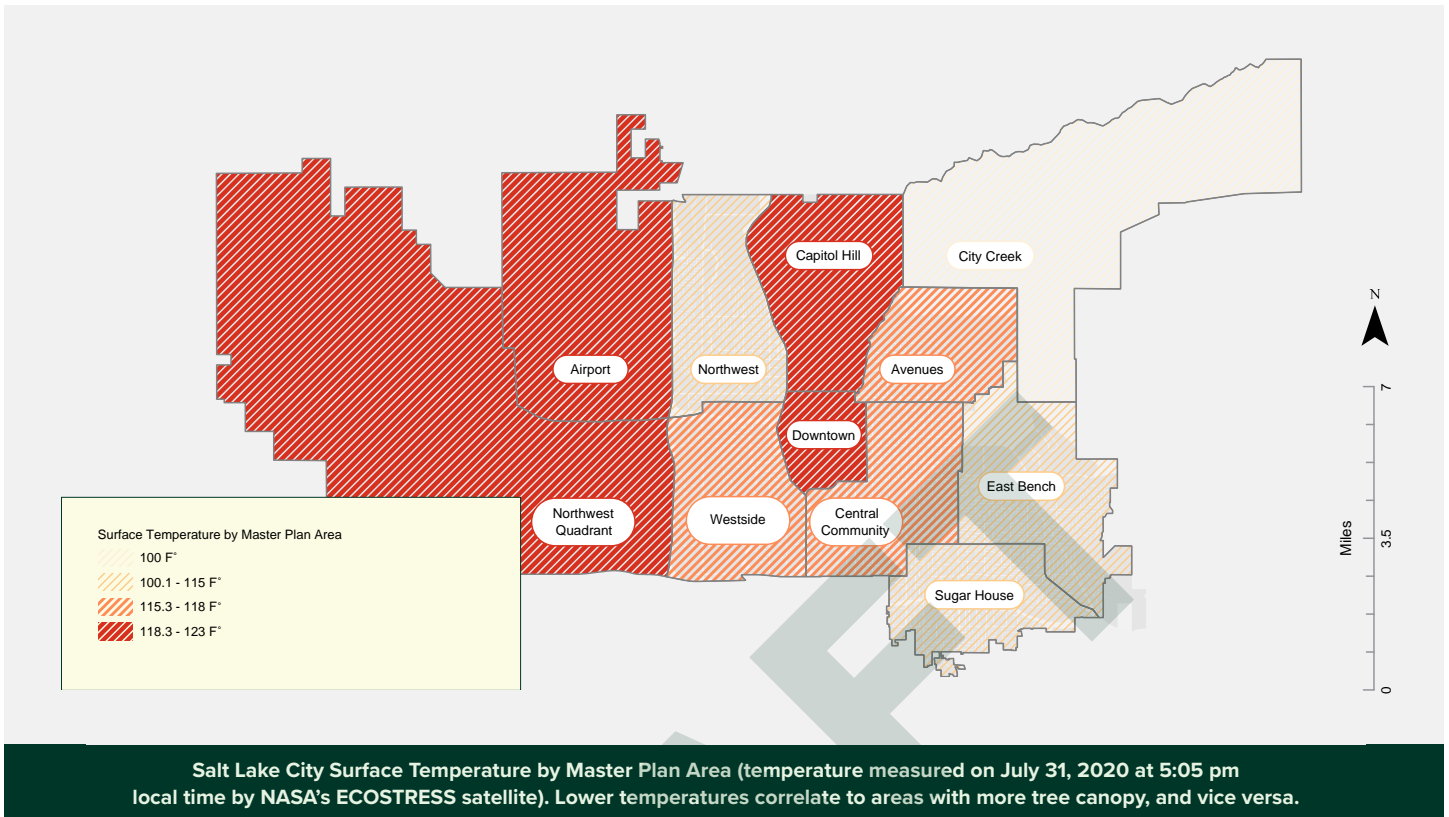 Capitol Hill
City Creek
N
Airport
Northwest
Avenues
7
Downtown
East Bench
Northwest
Quadrant
Westside
Central
Community
Surface Temperature by Master Plan Area
100 F˚
100.1 - 115 F˚
115.3 - 118 F˚
118.3 - 123 F˚
Miles
3.5
Sugar House
0
Salt Lake City Surface Temperature by Master Plan Area (temperature measured on July 31, 2020 at 5:05 pm
local time by NASA's ECOSTRESS satellite). Lower temperatures correlate to areas with more tree canopy, and vice versa.